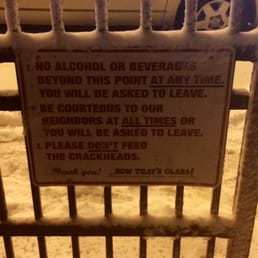 1. NO ALCOHOL OR BEVERAGES
BEYOND THIS POINT AT ANY TIME.
YOU WILL BE ASKED TO LEAVE.
BE COURTEOUS TO OUR
NEIGHBORS AT ALL TIMES OR
YOU WILL BE ASKED TO LEAVE.
3. PLEASE DON'T FEED
THE CRACKHEADS.
Thank you! NOW THAT'S CLASS!